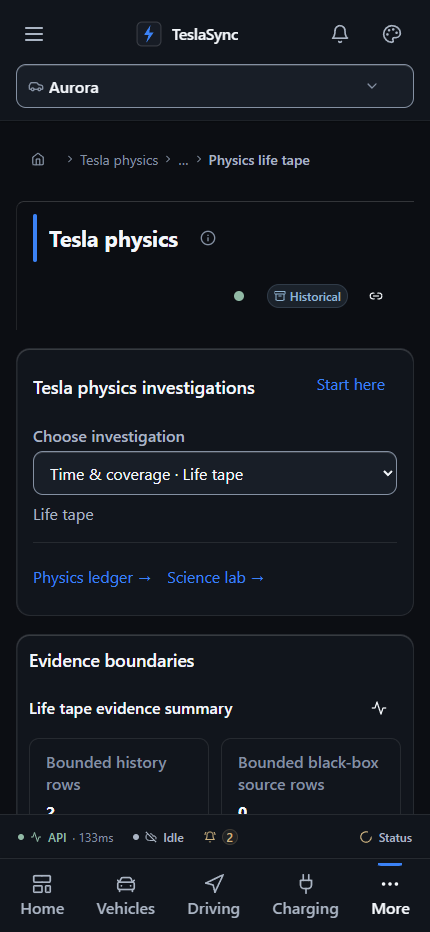 TeslaSync
Aurora
Tesla physics
...
Physics life tape
Tesla physics
Historical
Tesla physics investigations
Start here
Choose investigation
Time & coverage · Life tape
Life tape
Physics ledger →
Science lab →
Evidence boundaries
Life tape evidence summary
Bounded history
rows
Bounded black-box
source rows
API · 133ms
Idle
2
Status
Home
Vehicles
Driving
Charging
More